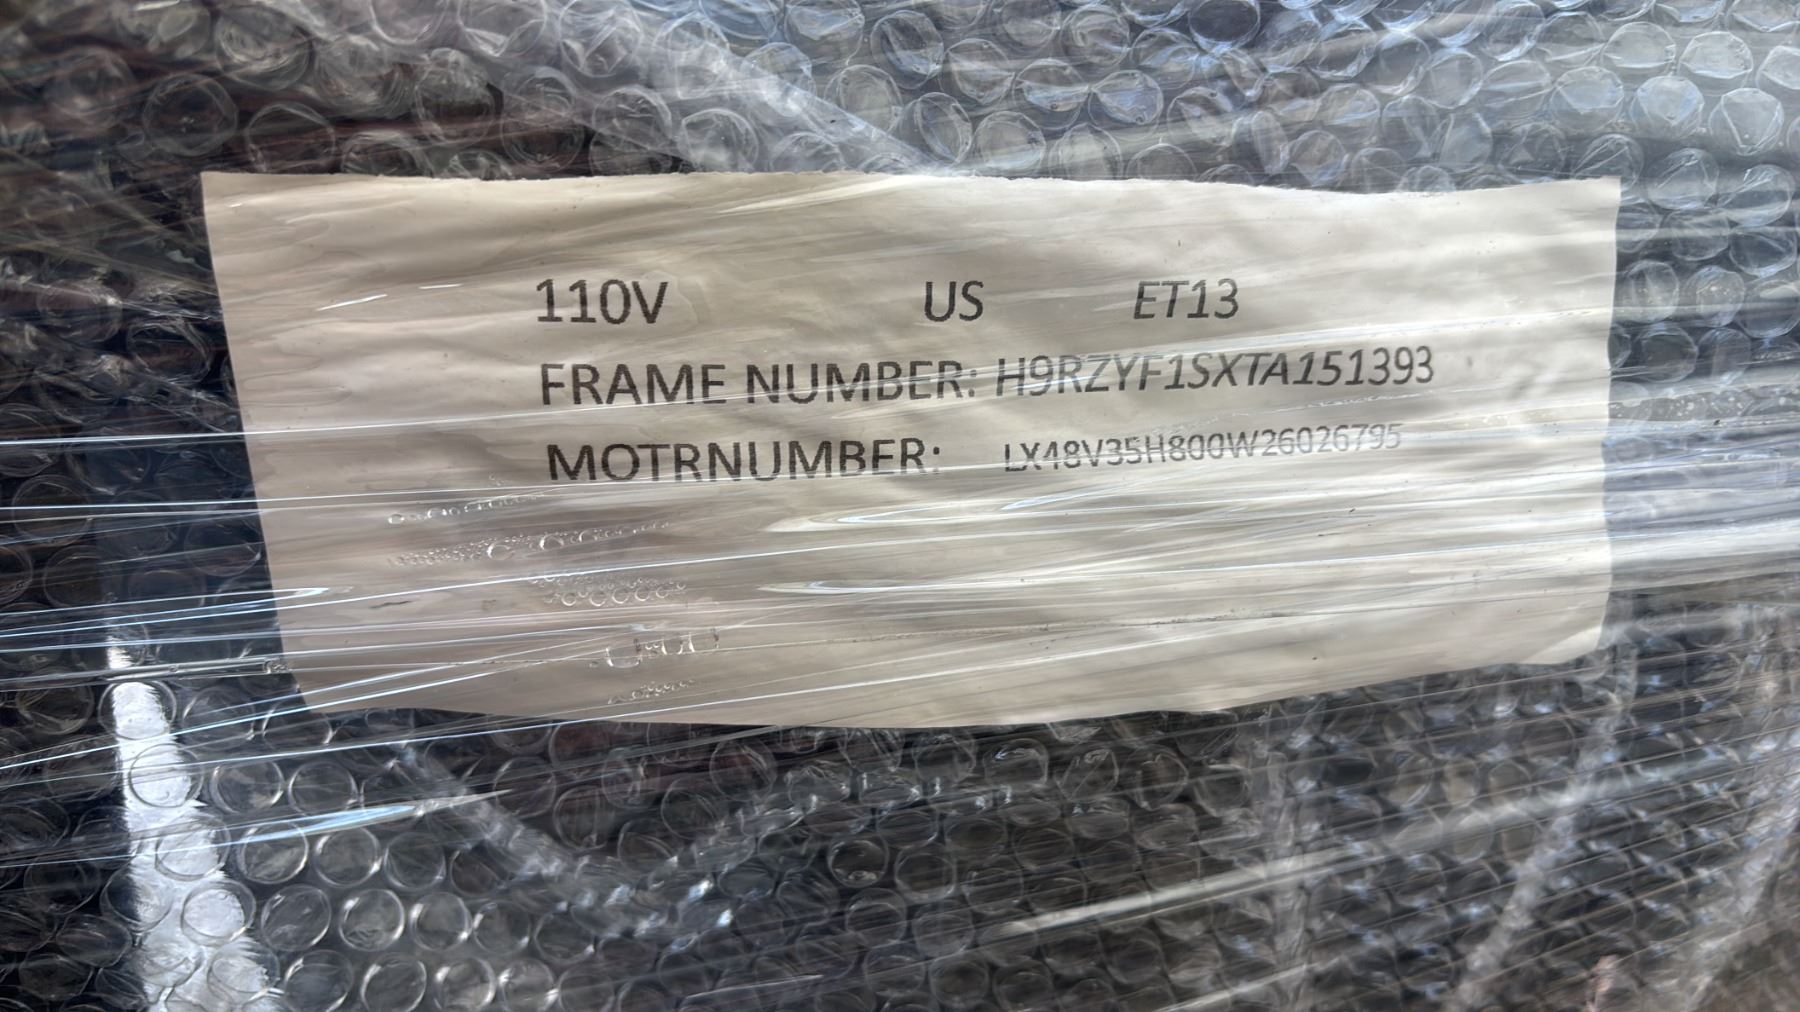 110V US ET13
FRAME NUMBER: H9RZYF1SXTA151393
MOTRNUMBER: LX48V35H800W26026795